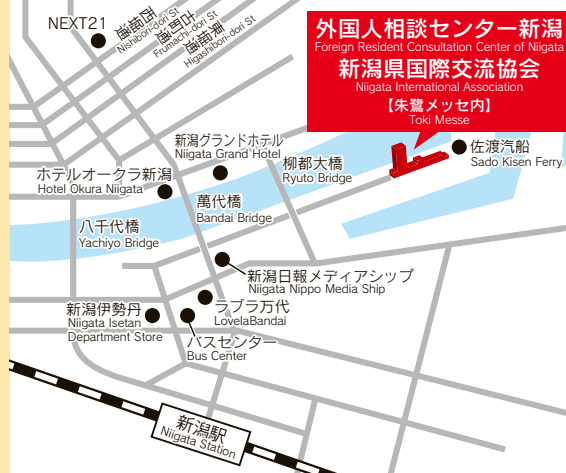 NEXT21
西堀通
Nishibori-dori St
古町通
Frumachi-dori St
東堀通
Higashibori-dori St
外国人相談センター新潟
Foreign Resident Consultation Center of Niigata
新潟県国際交流協会
Niigata International Association
【朱鷺メッセ内】
Toki Messe
新潟グランドホテル
Niigata Grand Hotel
柳都大橋
Ryuto Bridge
佐渡汽船
Sado Kisen Ferry
ホテルオークラ新潟
Hotel Okura Niigata
萬代橋
Bandai Bridge
八千代橋
Yachiyo Bridge
新潟日報メディアシップ
Niigata Nippo Media Ship
ラブラ万代
LovelaBandai
新潟伊勢丹
Niigata Isetan
Department Store
バスセンター
Bus Center
新潟駅
Niigata Station